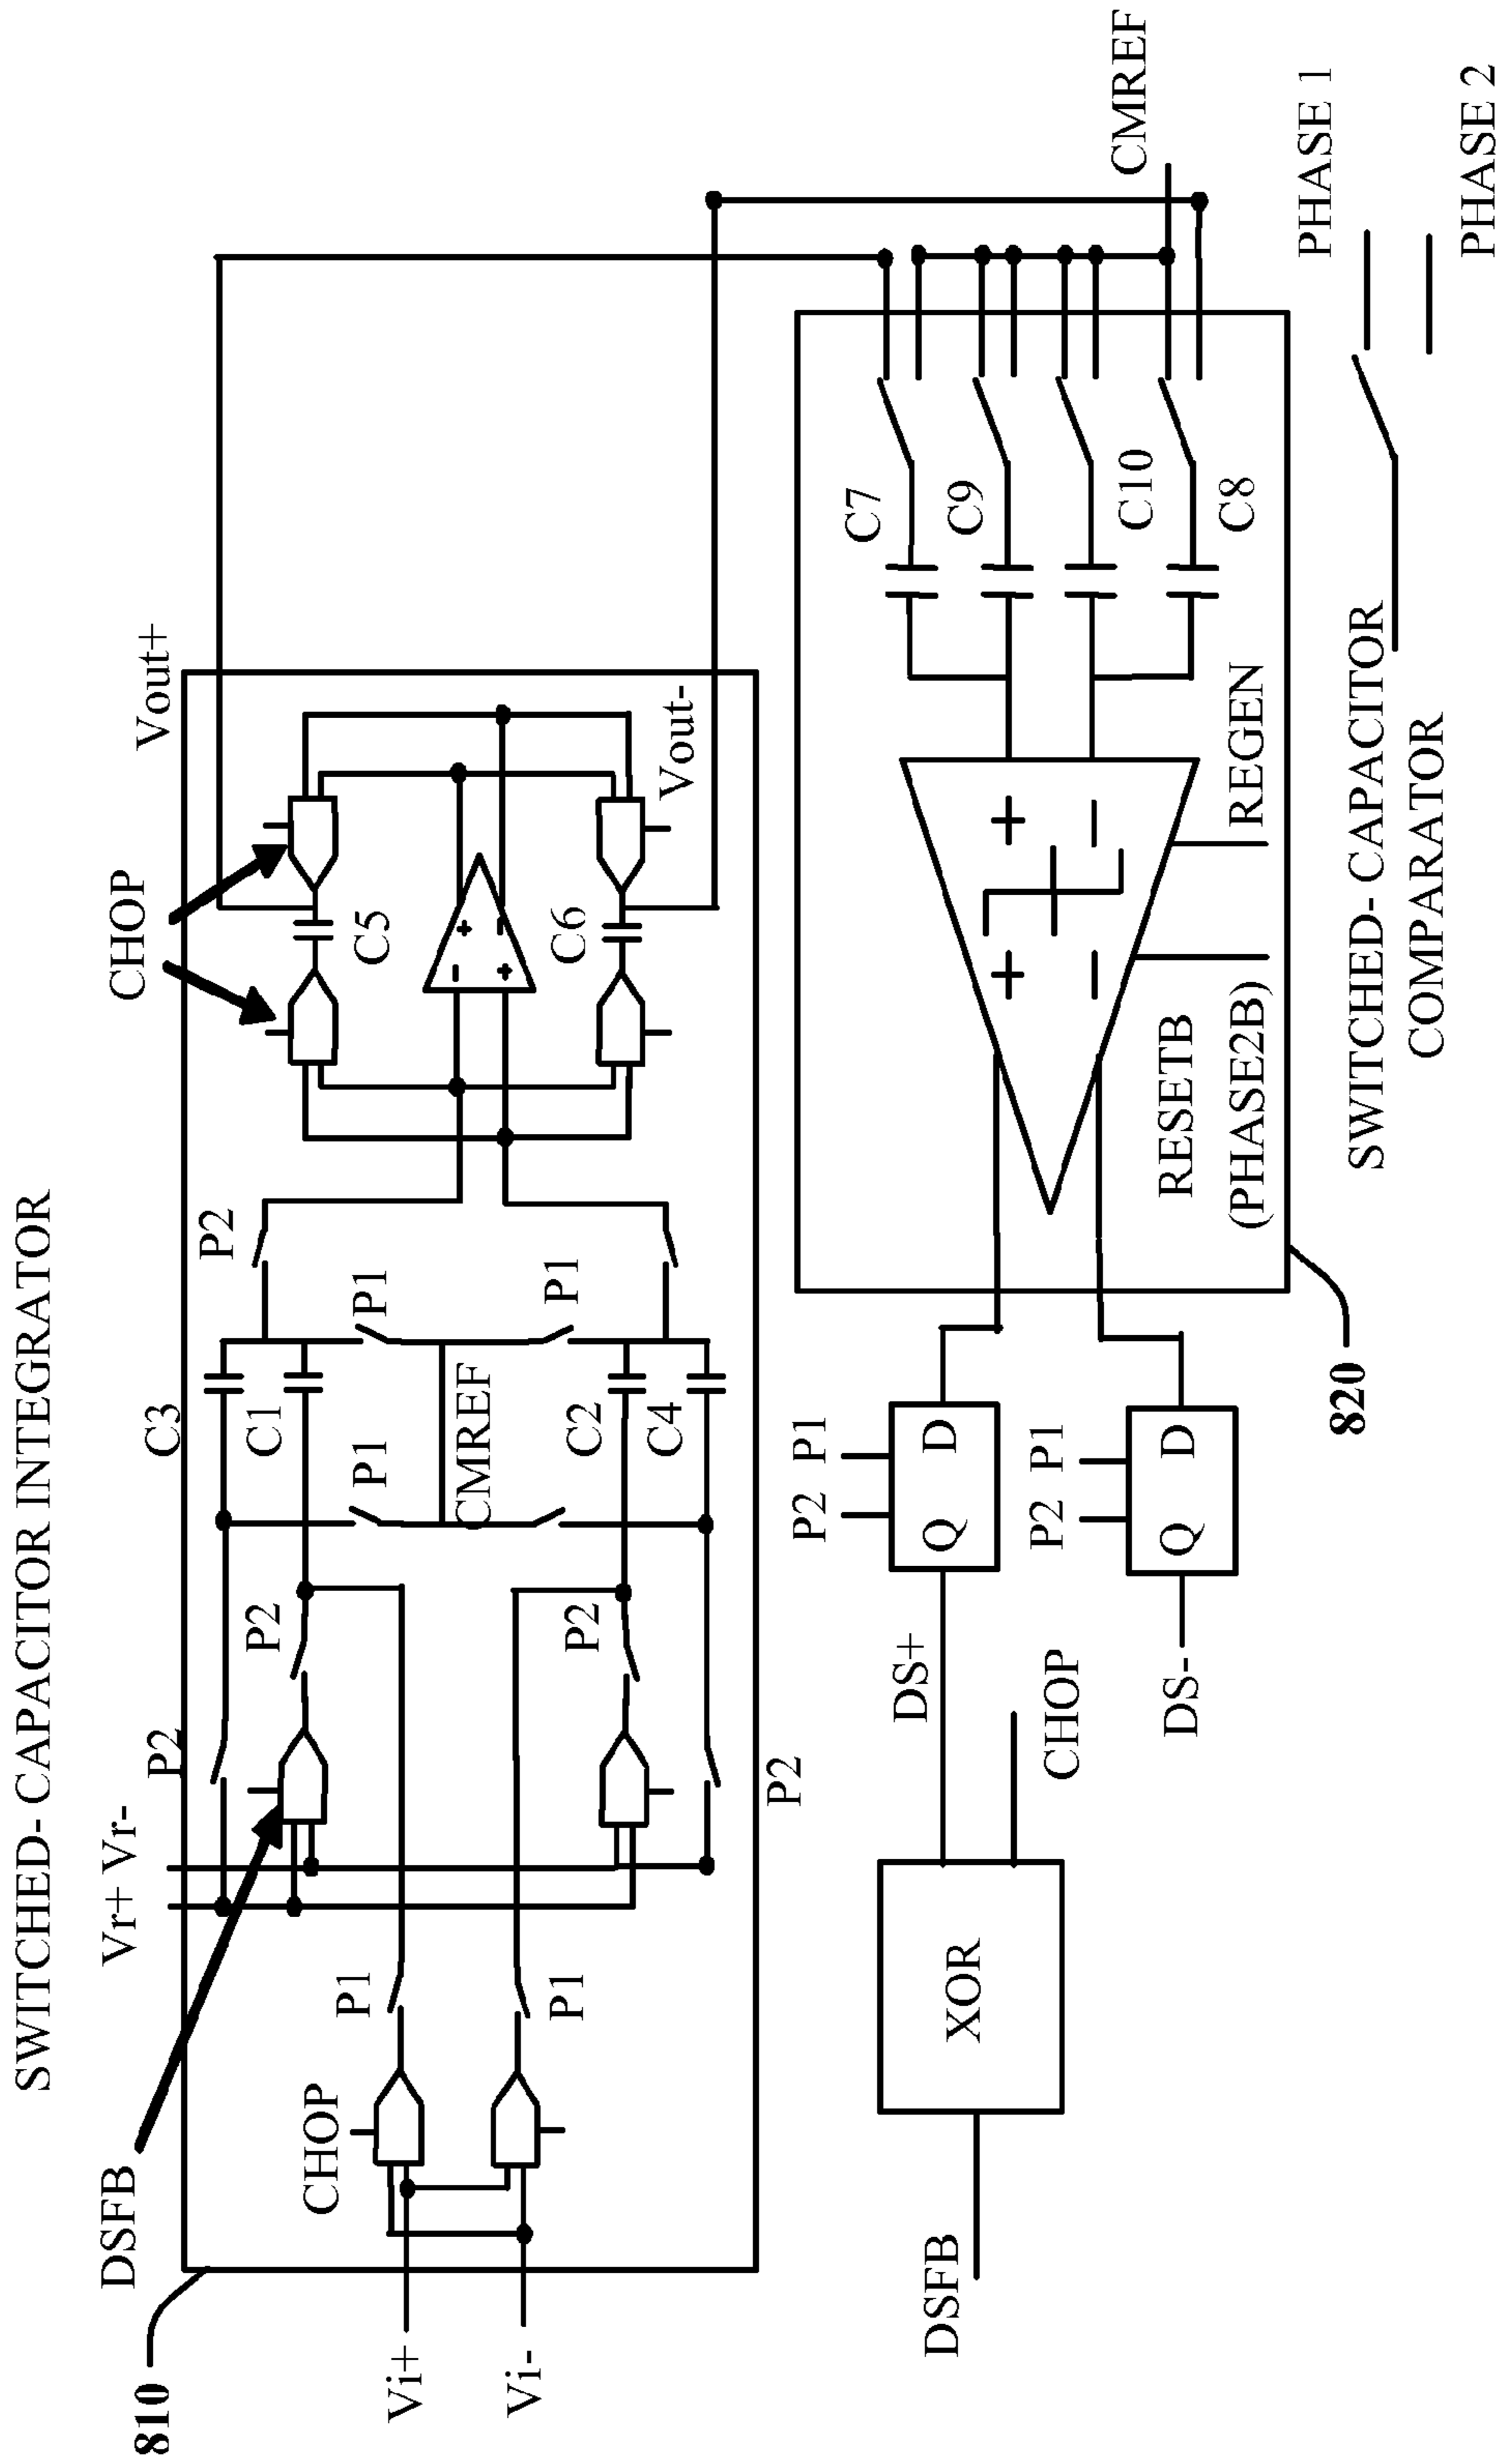 SWITCHED- CAPACITOR INTEGRATOR
810
DSFB
Vr+ Vr-
P2
C3
P2
CHOP
Vout+
Vi+
Vi-
CHOP
P1
P1
P2
P2
P2
C1
C2
C4
P1
CMREF
P1
P1
C5
C6
- +
+ -
Vout-
CMREF
DSFB
XOR
DS+
CHOP
DS-
P2 P1
Q D
P2 P1
Q D
820
+ +
- -
RESETB
(PHASE2B)
REGEN
C7
C9
C10
C8
SWITCHED- CAPACITOR
COMPARATOR
PHASE 1
PHASE 2